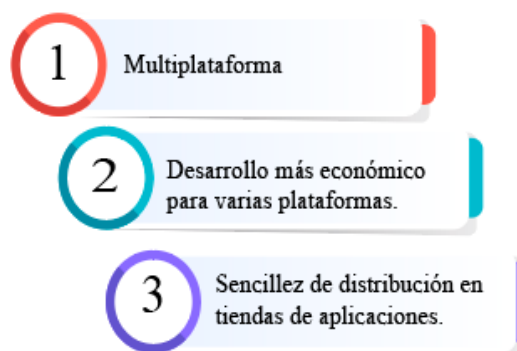 1
Multiplataforma
2
Desarrollo más económico
para varias plataformas.
3
Sencillez de distribución en
tiendas de aplicaciones.